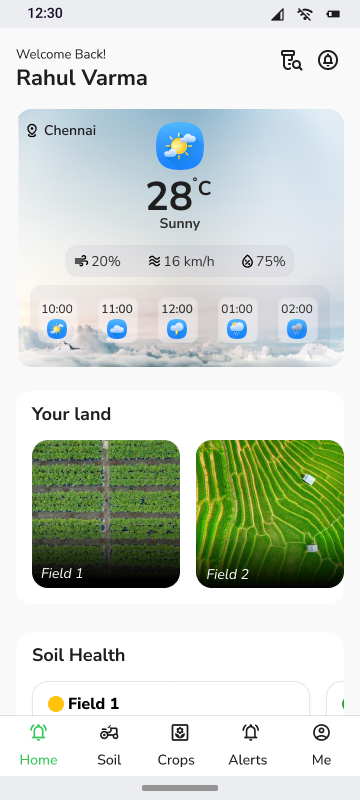 12:30
Welcome Back!
Rahul Varma
Chennai
28°C
Sunny
20% 16 km/h 75%
10:00 11:00 12:00 01:00 02:00
Your land
Field 1 Field 2
Soil Health
Field 1
Home Soil Crops Alerts Me